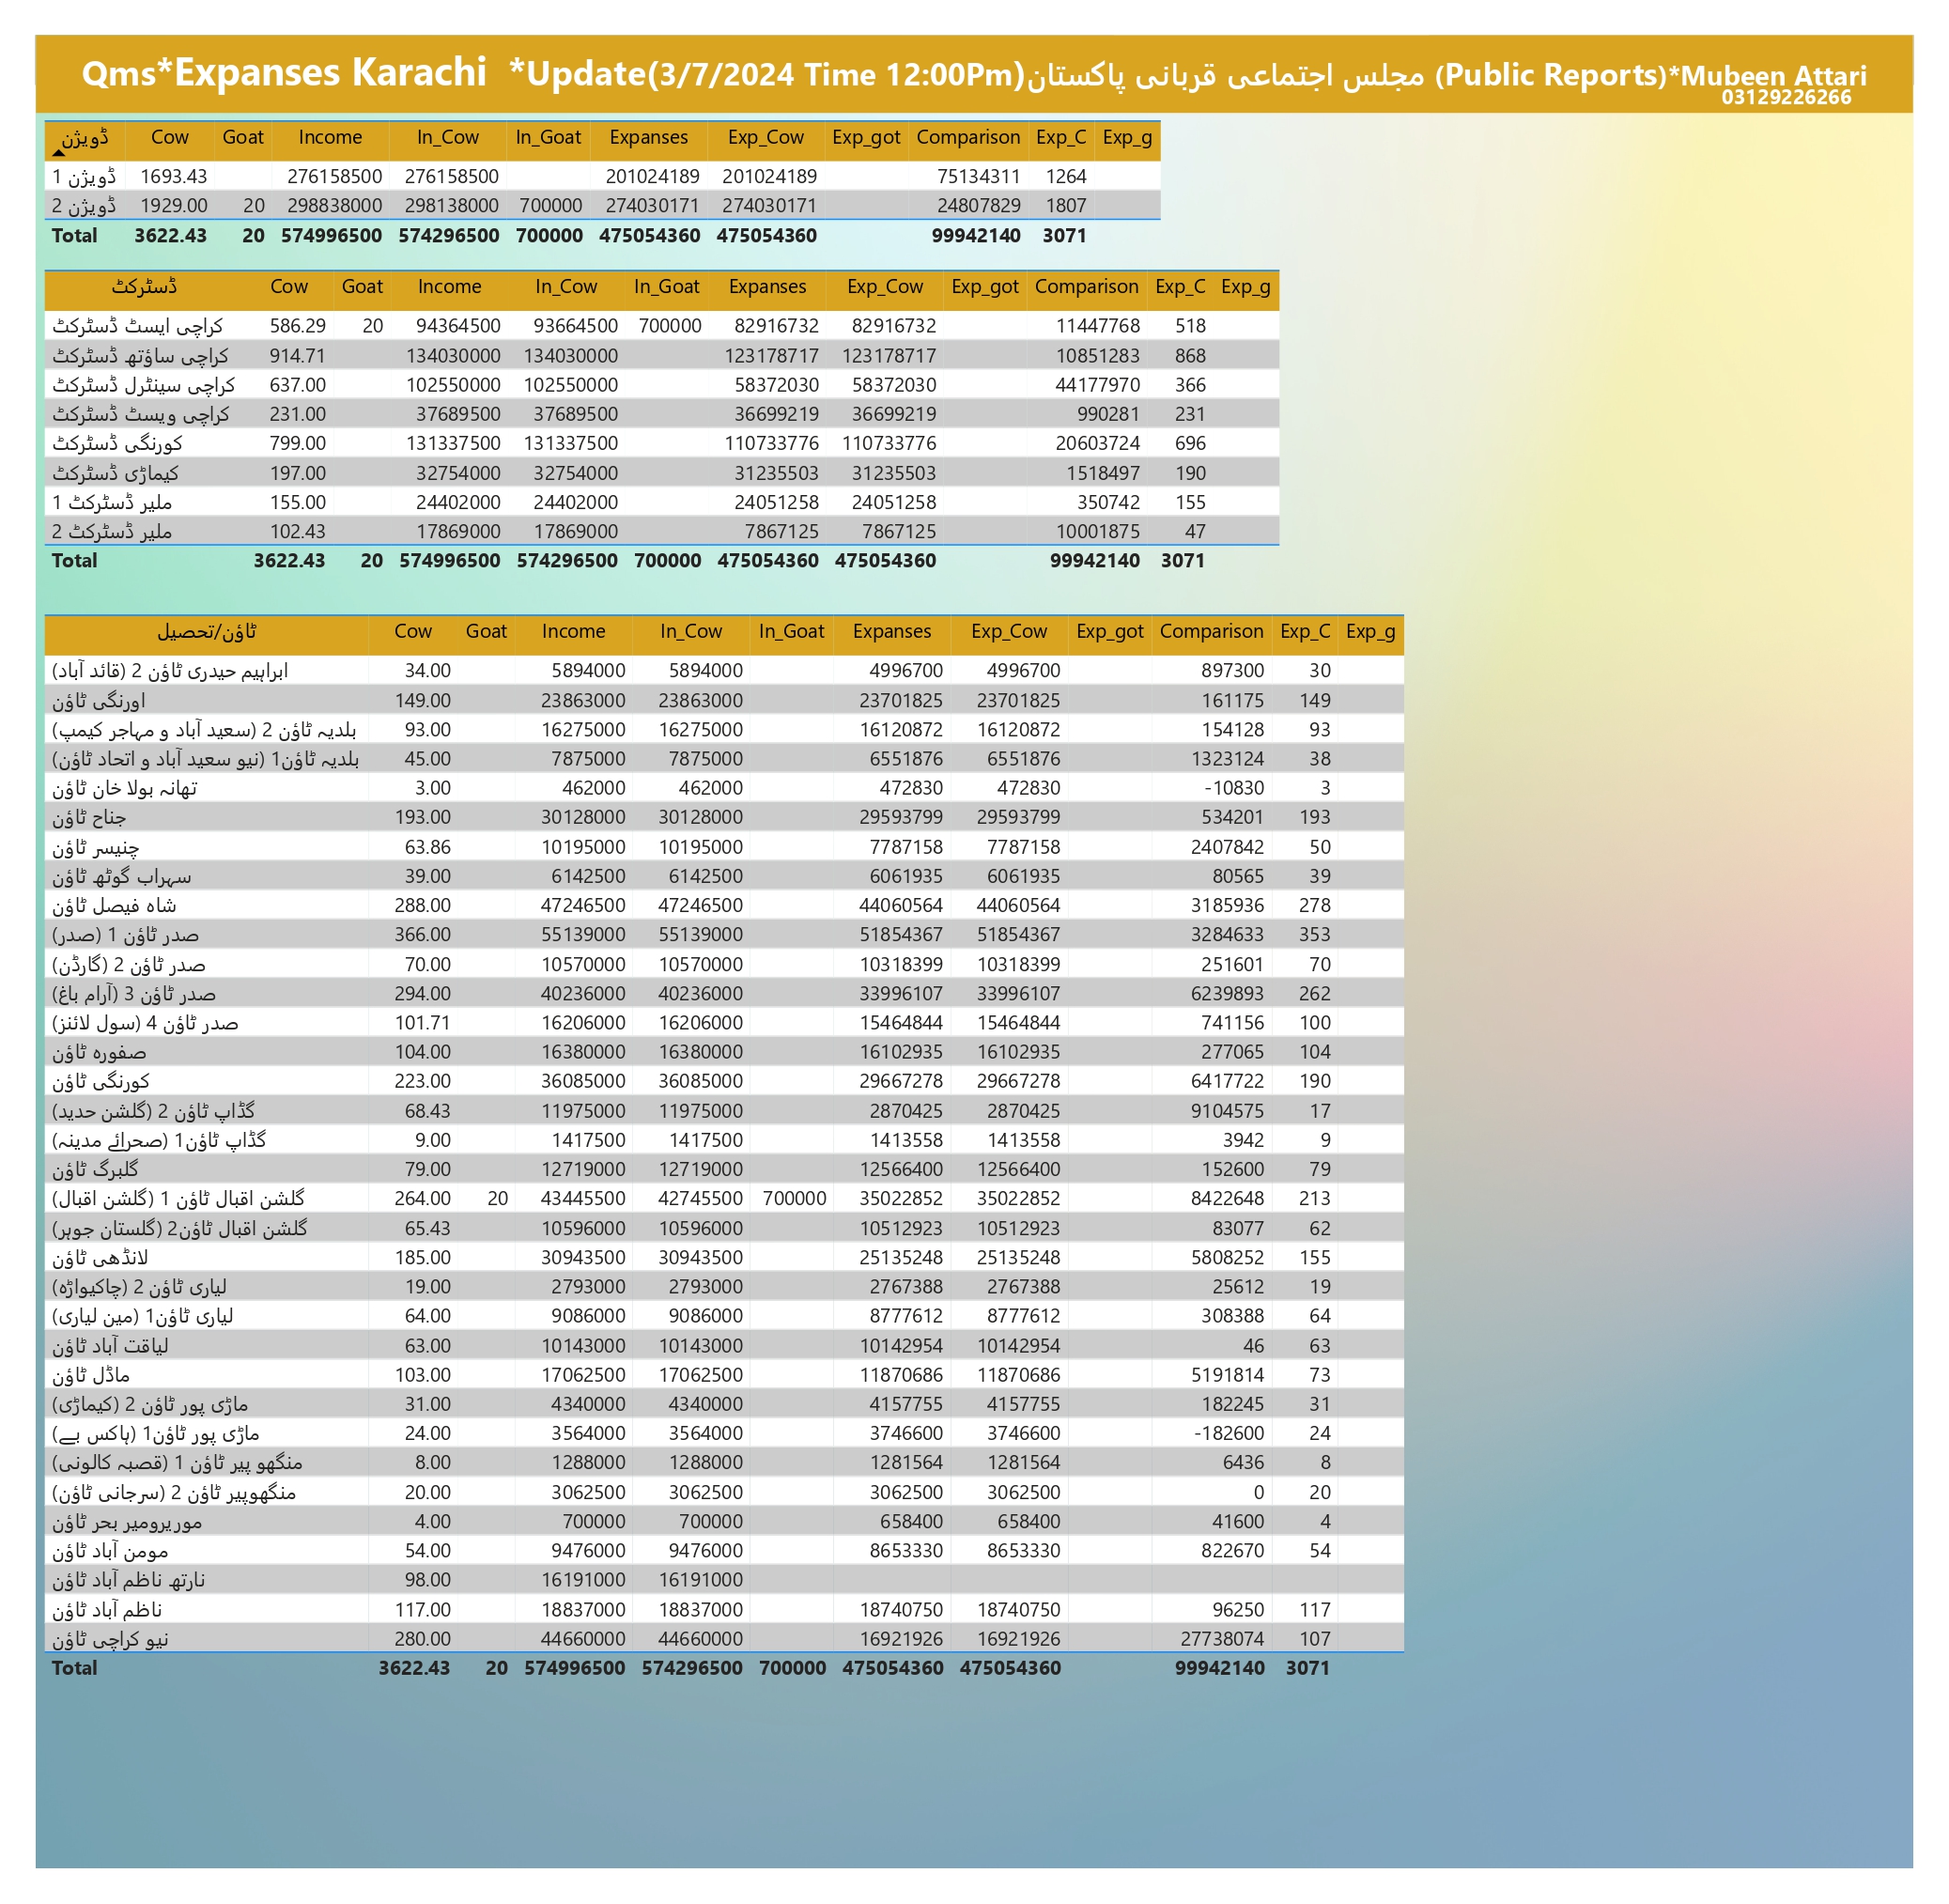 Qms*Expanses Karachi *Update(3/7/2024 Time 12:00Pm)مجلس اجتماعی قربانی پاکستان (Public Reports)*Mubeen Attari
03129226266
ڈویژن Cow Goat Income In_Cow In_Goat Expanses Exp_Cow Exp_got Comparison Exp_C Exp_g
ڈویژن 1 1693.43 276158500 276158500 201024189 201024189 75134311 1264
ڈویژن 2 1929.00 20 298838000 298138000 700000 274030171 274030171 24807829 1807
Total 3622.43 20 574996500 574296500 700000 475054360 475054360 99942140 3071
ڈسٹرکٹ Cow Goat Income In_Cow In_Goat Expanses Exp_Cow Exp_got Comparison Exp_C Exp_g
کراچی ایسٹ ڈسٹرکٹ 586.29 20 94364500 93664500 700000 82916732 82916732 11447768 518
کراچی ساؤتھ ڈسٹرکٹ 914.71 134030000 134030000 123178717 123178717 10851283 868
کراچی سینٹرل ڈسٹرکٹ 637.00 102550000 102550000 58372030 58372030 44177970 366
کراچی ویسٹ ڈسٹرکٹ 231.00 37689500 37689500 36699219 36699219 990281 231
کورنگی ڈسٹرکٹ 799.00 131337500 131337500 110733776 110733776 20603724 696
کیماڑی ڈسٹرکٹ 197.00 32754000 32754000 31235503 31235503 1518497 190
ملیر ڈسٹرکٹ 1 155.00 24402000 24402000 24051258 24051258 350742 155
ملیر ڈسٹرکٹ 2 102.43 17869000 17869000 7867125 7867125 10001875 47
Total 3622.43 20 574996500 574296500 700000 475054360 475054360 99942140 3071
ٹاؤن/تحصیل Cow Goat Income In_Cow In_Goat Expanses Exp_Cow Exp_got Comparison Exp_C Exp_g
ابراہیم حیدری ٹاؤن 2 (قائد آباد) 34.00 5894000 5894000 4996700 4996700 897300 30
اورنگی ٹاؤن 149.00 23863000 23863000 23701825 23701825 161175 149
بلدیہ ٹاؤن 2 (سعید آباد و مہاجر کیمپ) 93.00 16275000 16275000 16120872 16120872 154128 93
بلدیہ ٹاؤن1 (نیو سعید آباد و اتحاد ٹاؤن) 45.00 7875000 7875000 6551876 6551876 1323124 38
تھانہ بولا خان ٹاؤن 3.00 462000 462000 472830 472830 -10830 3
جناح ٹاؤن 193.00 30128000 30128000 29593799 29593799 534201 193
چنیسر ٹاؤن 63.86 10195000 10195000 7787158 7787158 2407842 50
سہراب گوٹھ ٹاؤن 39.00 6142500 6142500 6061935 6061935 80565 39
شاہ فیصل ٹاؤن 288.00 47246500 47246500 44060564 44060564 3185936 278
صدر ٹاؤن 1 (صدر) 366.00 55139000 55139000 51854367 51854367 3284633 353
صدر ٹاؤن 2 (گارڈن) 70.00 10570000 10570000 10318399 10318399 251601 70
صدر ٹاؤن 3 (آرام باغ) 294.00 40236000 40236000 33996107 33996107 6239893 262
صدر ٹاؤن 4 (سول لائنز) 101.71 16206000 16206000 15464844 15464844 741156 100
صفورہ ٹاؤن 104.00 16380000 16380000 16102935 16102935 277065 104
کورنگی ٹاؤن 223.00 36085000 36085000 29667278 29667278 6417722 190
گڈاپ ٹاؤن 2 (گلشن حدید) 68.43 11975000 11975000 2870425 2870425 9104575 17
گڈاپ ٹاؤن1 (صحرائے مدینہ) 9.00 1417500 1417500 1413558 1413558 3942 9
گلبرگ ٹاؤن 79.00 12719000 12719000 12566400 12566400 152600 79
گلشن اقبال ٹاؤن 1 (گلشن اقبال) 264.00 20 43445500 42745500 700000 35022852 35022852 8422648 213
گلشن اقبال ٹاؤن2 (گلستان جوہر) 65.43 10596000 10596000 10512923 10512923 83077 62
لانڈھی ٹاؤن 185.00 30943500 30943500 25135248 25135248 5808252 155
لیاری ٹاؤن 2 (چاکیواڑہ) 19.00 2793000 2793000 2767388 2767388 25612 19
لیاری ٹاؤن1 (مین لیاری) 64.00 9086000 9086000 8777612 8777612 308388 64
لیاقت آباد ٹاؤن 63.00 10143000 10143000 10142954 10142954 46 63
ماڈل ٹاؤن 103.00 17062500 17062500 11870686 11870686 5191814 73
ماڑی پور ٹاؤن 2 (کیماڑی) 31.00 4340000 4340000 4157755 4157755 182245 31
ماڑی پور ٹاؤن1 (ہاکس بے) 24.00 3564000 3564000 3746600 3746600 -182600 24
منگھو پیر ٹاؤن 1 (قصبہ کالونی) 8.00 1288000 1288000 1281564 1281564 6436 8
منگھوپیر ٹاؤن 2 (سرجانی ٹاؤن) 20.00 3062500 3062500 3062500 3062500 0 20
موریرومیر بحر ٹاؤن 4.00 700000 700000 658400 658400 41600 4
مومن آباد ٹاؤن 54.00 9476000 9476000 8653330 8653330 822670 54
نارتھ ناظم آباد ٹاؤن 98.00 16191000 16191000
ناظم آباد ٹاؤن 117.00 18837000 18837000 18740750 18740750 96250 117
نیو کراچی ٹاؤن 280.00 44660000 44660000 16921926 16921926 27738074 107
Total 3622.43 20 574996500 574296500 700000 475054360 475054360 99942140 3071